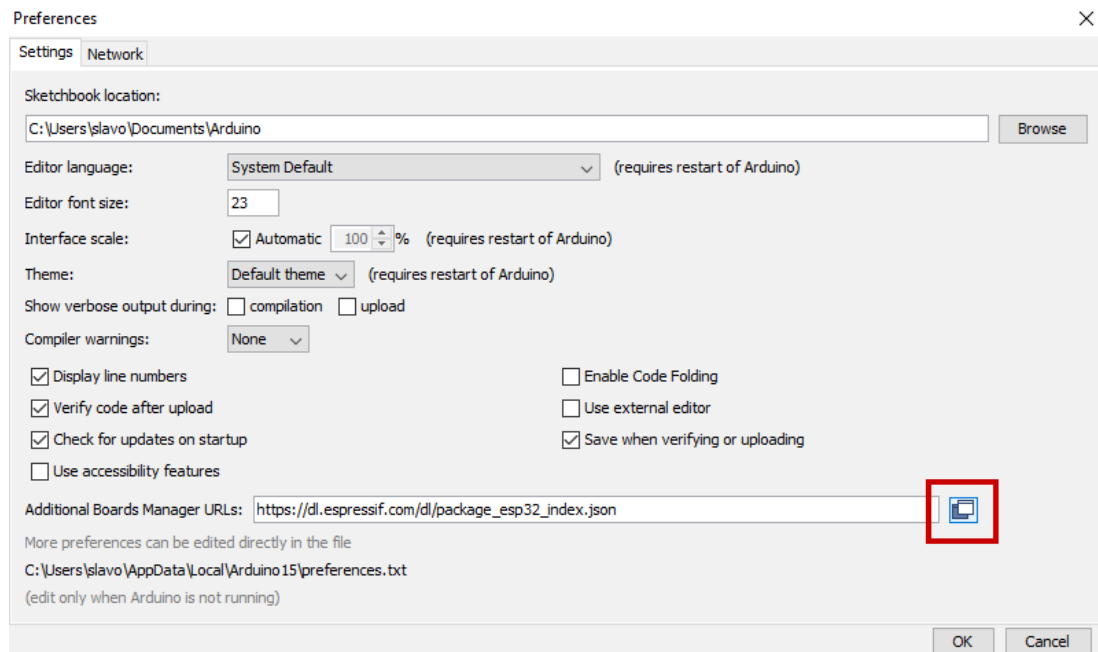 Preferences
Settings Network
Sketchbook location:
C:\Users\slavo\Documents\Arduino Browse
Editor language: System Default (requires restart of Arduino)
Editor font size: 23
Interface scale: Automatic 100 % (requires restart of Arduino)
Theme: Default theme (requires restart of Arduino)
Show verbose output during: compilation upload
Compiler warnings: None
Display line numbers Enable Code Folding
Verify code after upload Use external editor
Check for updates on startup Save when verifying or uploading
Use accessibility features
Additional Boards Manager URLs: https://dl.espressif.com/dl/package_esp32_index.json
More preferences can be edited directly in the file
C:\Users\slavo\AppData\Local\Arduino15\preferences.txt
(edit only when Arduino is not running)
OK Cancel